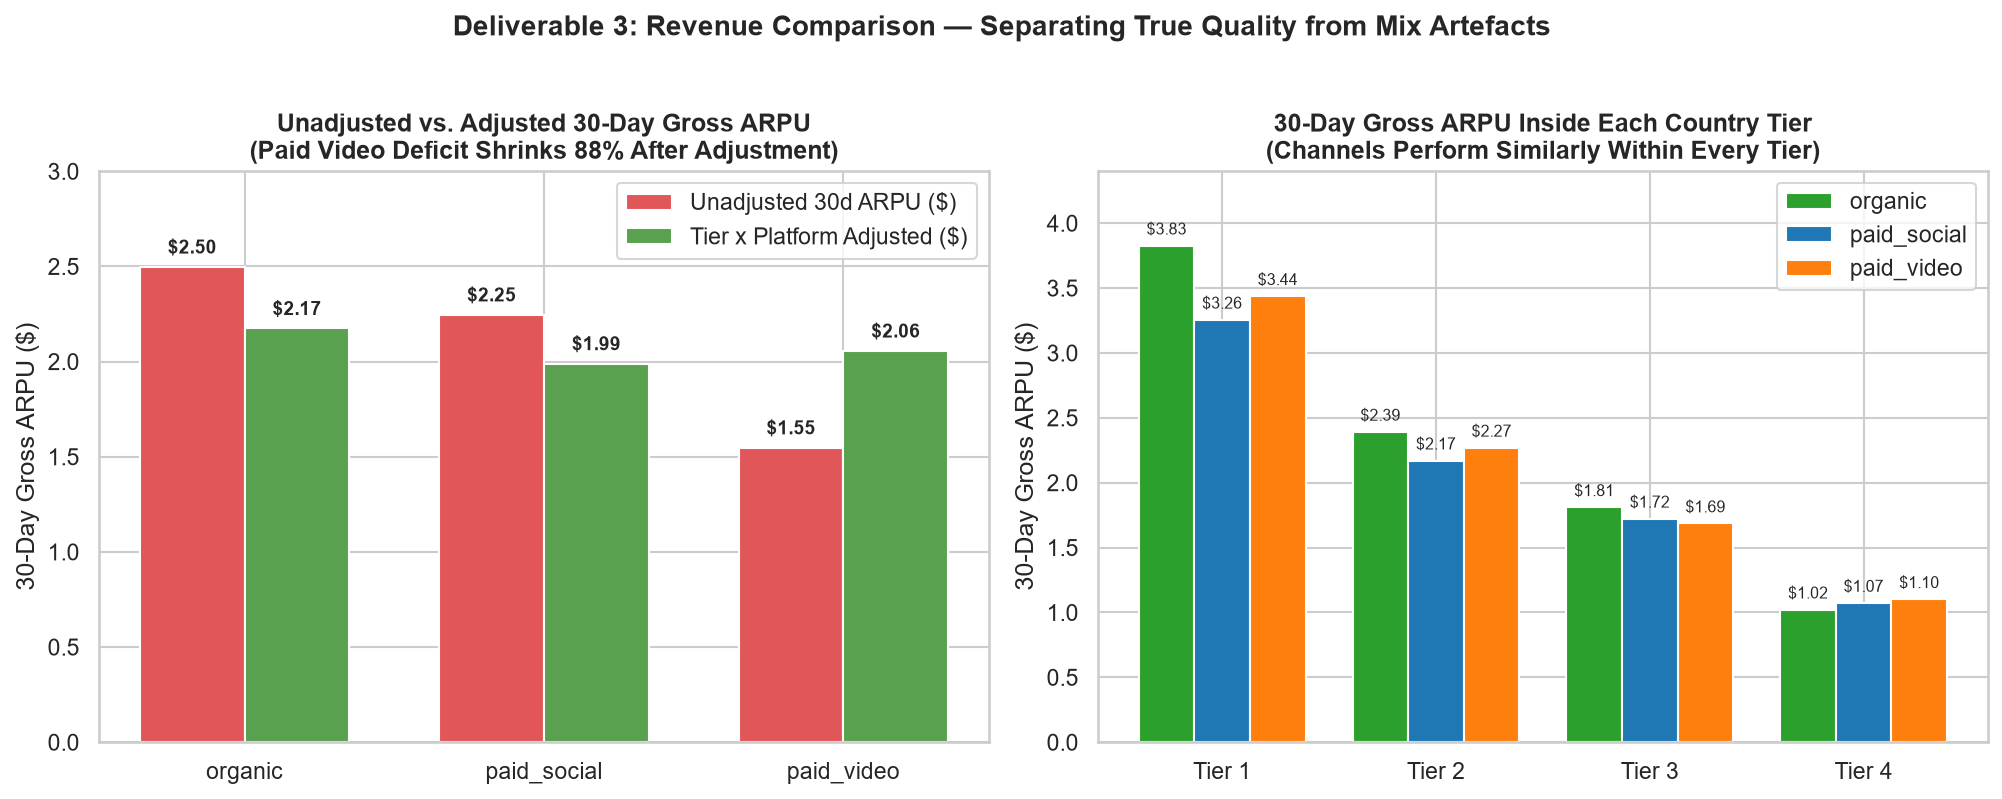 Deliverable 3: Revenue Comparison — Separating True Quality from Mix Artefacts
Unadjusted vs. Adjusted 30-Day Gross ARPU
(Paid Video Deficit Shrinks 88% After Adjustment)
30-Day Gross ARPU ($)
3.0
2.5
2.0
1.5
1.0
0.5
0.0
Unadjusted 30d ARPU ($)
Tier x Platform Adjusted ($)
$2.50
$2.17
$2.25
$1.99
$1.55
$2.06
organic
paid_social
paid_video
30-Day Gross ARPU Inside Each Country Tier
(Channels Perform Similarly Within Every Tier)
30-Day Gross ARPU ($)
4.0
3.5
3.0
2.5
2.0
1.5
1.0
0.5
0.0
organic
paid_social
paid_video
$3.83
$3.26
$3.44
$2.39
$2.17
$2.27
$1.81
$1.72
$1.69
$1.02
$1.07
$1.10
Tier 1
Tier 2
Tier 3
Tier 4